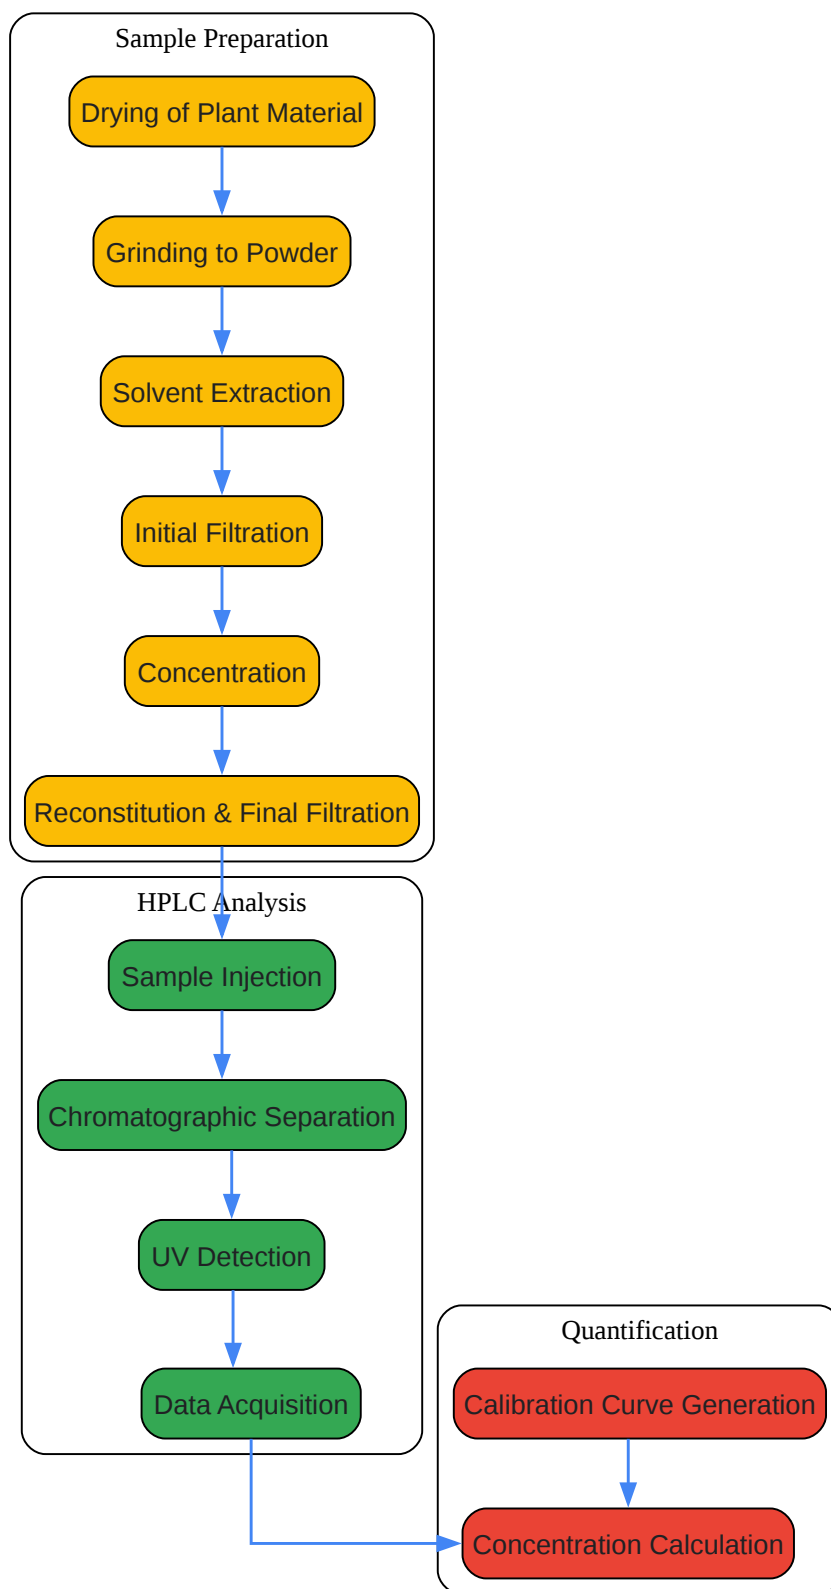 Sample Preparation
Drying of Plant Material
Grinding to Powder
Solvent Extraction
Initial Filtration
Concentration
Reconstitution & Final Filtration
HPLC Analysis
Sample Injection
Chromatographic Separation
UV Detection
Data Acquisition
Quantification
Calibration Curve Generation
Concentration Calculation